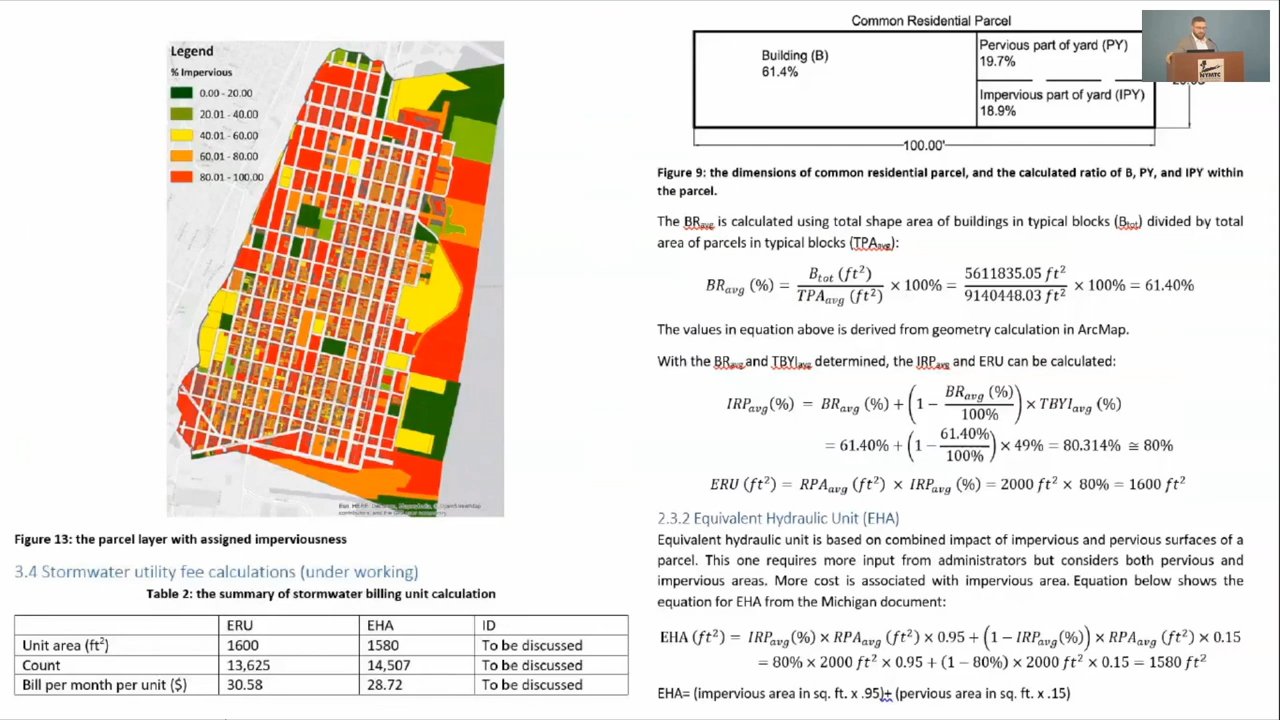 Legend
% Impervious
0.00 - 20.00
20.01 - 40.00
40.01 - 60.00
60.01 - 80.00
80.01 - 100.00
Figure 13: the parcel layer with assigned imperviousness
3.4 Stormwater utility fee calculations (under working)
Table 2: the summary of stormwater billing unit calculation
ERU EHA ID
Unit area (ft²) 1600 1580 To be discussed
Count 13,625 14,507 To be discussed
Bill per month per unit ($) 30.58 28.72 To be discussed
Common Residential Parcel
Building (B)
61.4%
Pervious part of yard (PY)
19.7%
Impervious part of yard (IPY)
18.9%
100.00'
NYMTC
Figure 9: the dimensions of common residential parcel, and the calculated ratio of B, PY, and IPY within
the parcel.
The BRavg is calculated using total shape area of buildings in typical blocks (Btot) divided by total
area of parcels in typical blocks (TPAavg):
BRavg (%) = Btot (ft²) / TPAavg (ft²) × 100% = 5611835.05 ft² / 9140448.03 ft² × 100% = 61.40%
The values in equation above is derived from geometry calculation in ArcMap.
With the BRavg and TBYIavg determined, the IRPavg and ERU can be calculated:
IRPavg(%) = BRavg (%) + (1 − BRavg (%) / 100%) × TBYIavg (%)
= 61.40% + (1 − 61.40% / 100%) × 49% = 80.314% ≅ 80%
ERU (ft²) = RPAavg (ft²) × IRPavg (%) = 2000 ft² × 80% = 1600 ft²
2.3.2 Equivalent Hydraulic Unit (EHA)
Equivalent hydraulic unit is based on combined impact of impervious and pervious surfaces of a
parcel. This one requires more input from administrators but considers both pervious and
impervious areas. More cost is associated with impervious area. Equation below shows the
equation for EHA from the Michigan document:
EHA (ft²) = IRPavg(%) × RPAavg (ft²) × 0.95 + (1 − IRPavg(%)) × RPAavg (ft²) × 0.15
= 80% × 2000 ft² × 0.95 + (1 − 80%) × 2000 ft² × 0.15 = 1580 ft²
EHA= (impervious area in sq. ft. x .95)+ (pervious area in sq. ft. x .15)